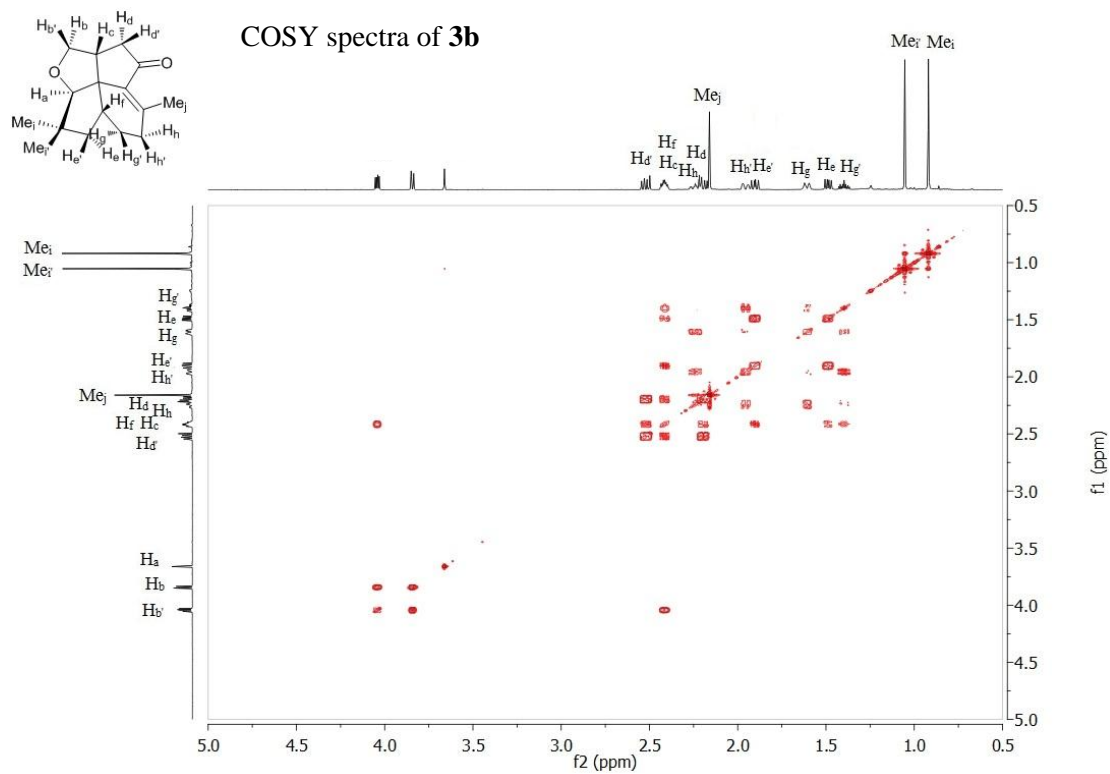 COSY spectra of 3b
Hb' Hb Hc Hd Hd'
O O
Ha Hf Mej
Mei Hg Hh
Mei' He' He Hg' Hh'
Mei' Mei
Mej
Hf
Hd' Hc Hh Hd Hh' He' Hg He Hg'
Mei
Mei'
Hg'
He
Hg
He'
Hh'
Mej
Hd Hh
Hf Hc
Hd'
Ha
Hb
Hb'
0.5
1.0
1.5
2.0
2.5
3.0
3.5
4.0
4.5
5.0
f1 (ppm)
5.0 4.5 4.0 3.5 3.0 2.5 2.0 1.5 1.0 0.5
f2 (ppm)